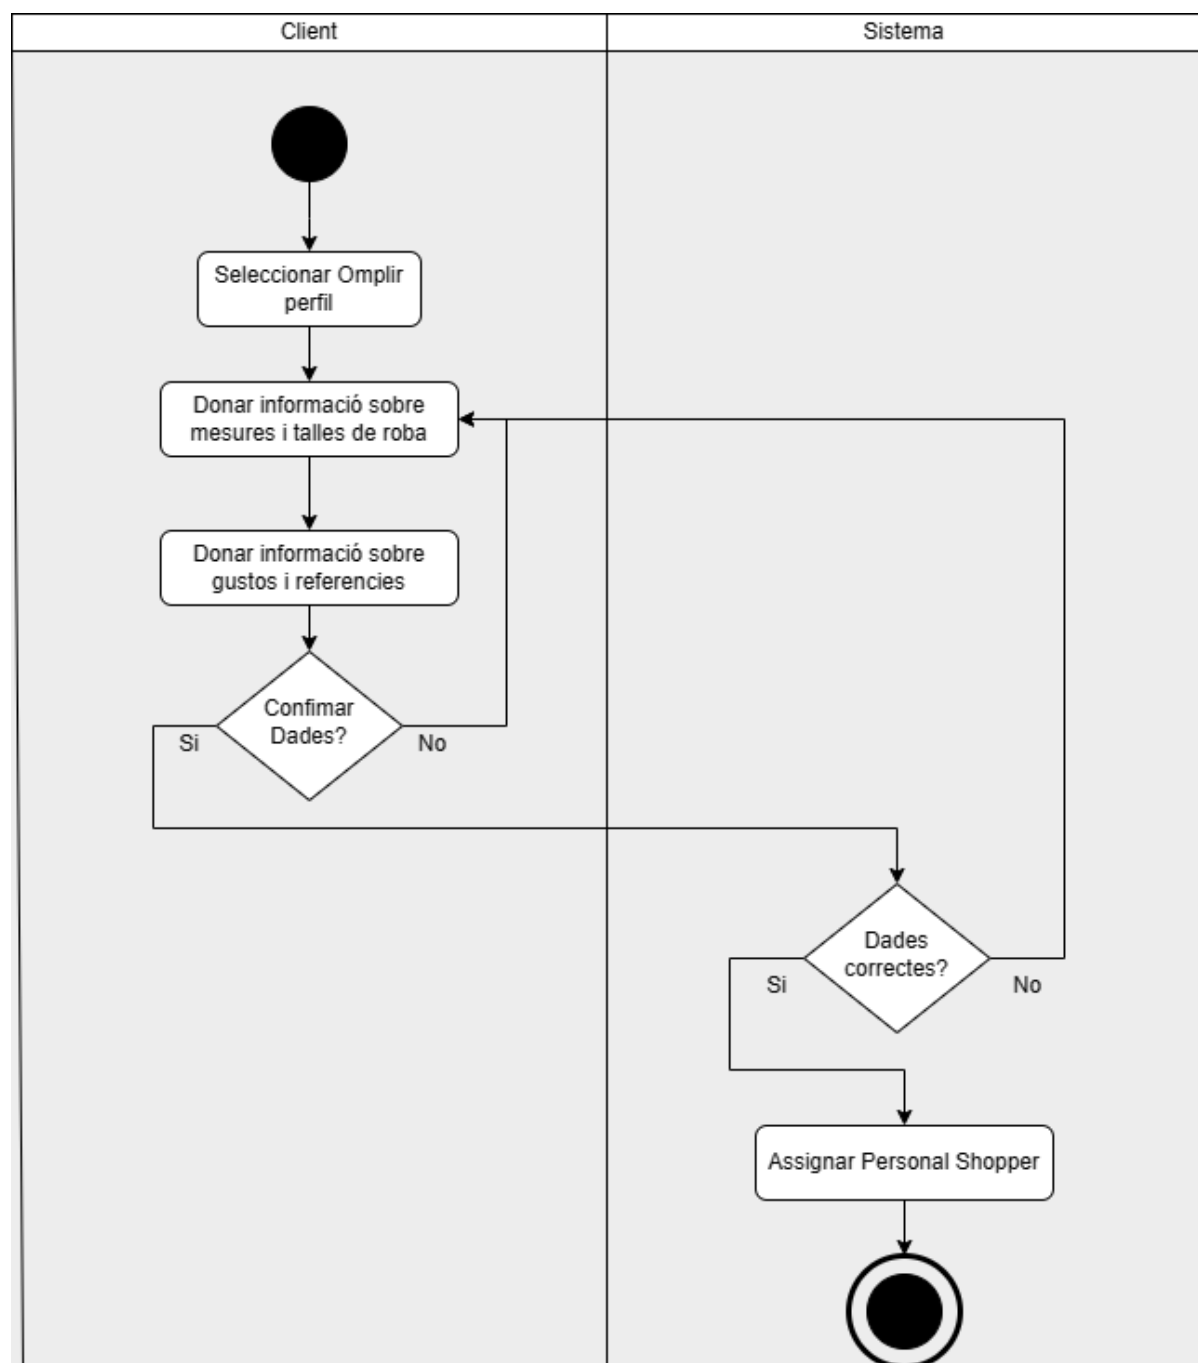 Client
Sistema
Seleccionar Omplir
perfil
Donar informació sobre
mesures i talles de roba
Donar informació sobre
gustos i referencies
Confimar
Dades?
Si
No
Dades
correctes?
Si
No
Assignar Personal Shopper